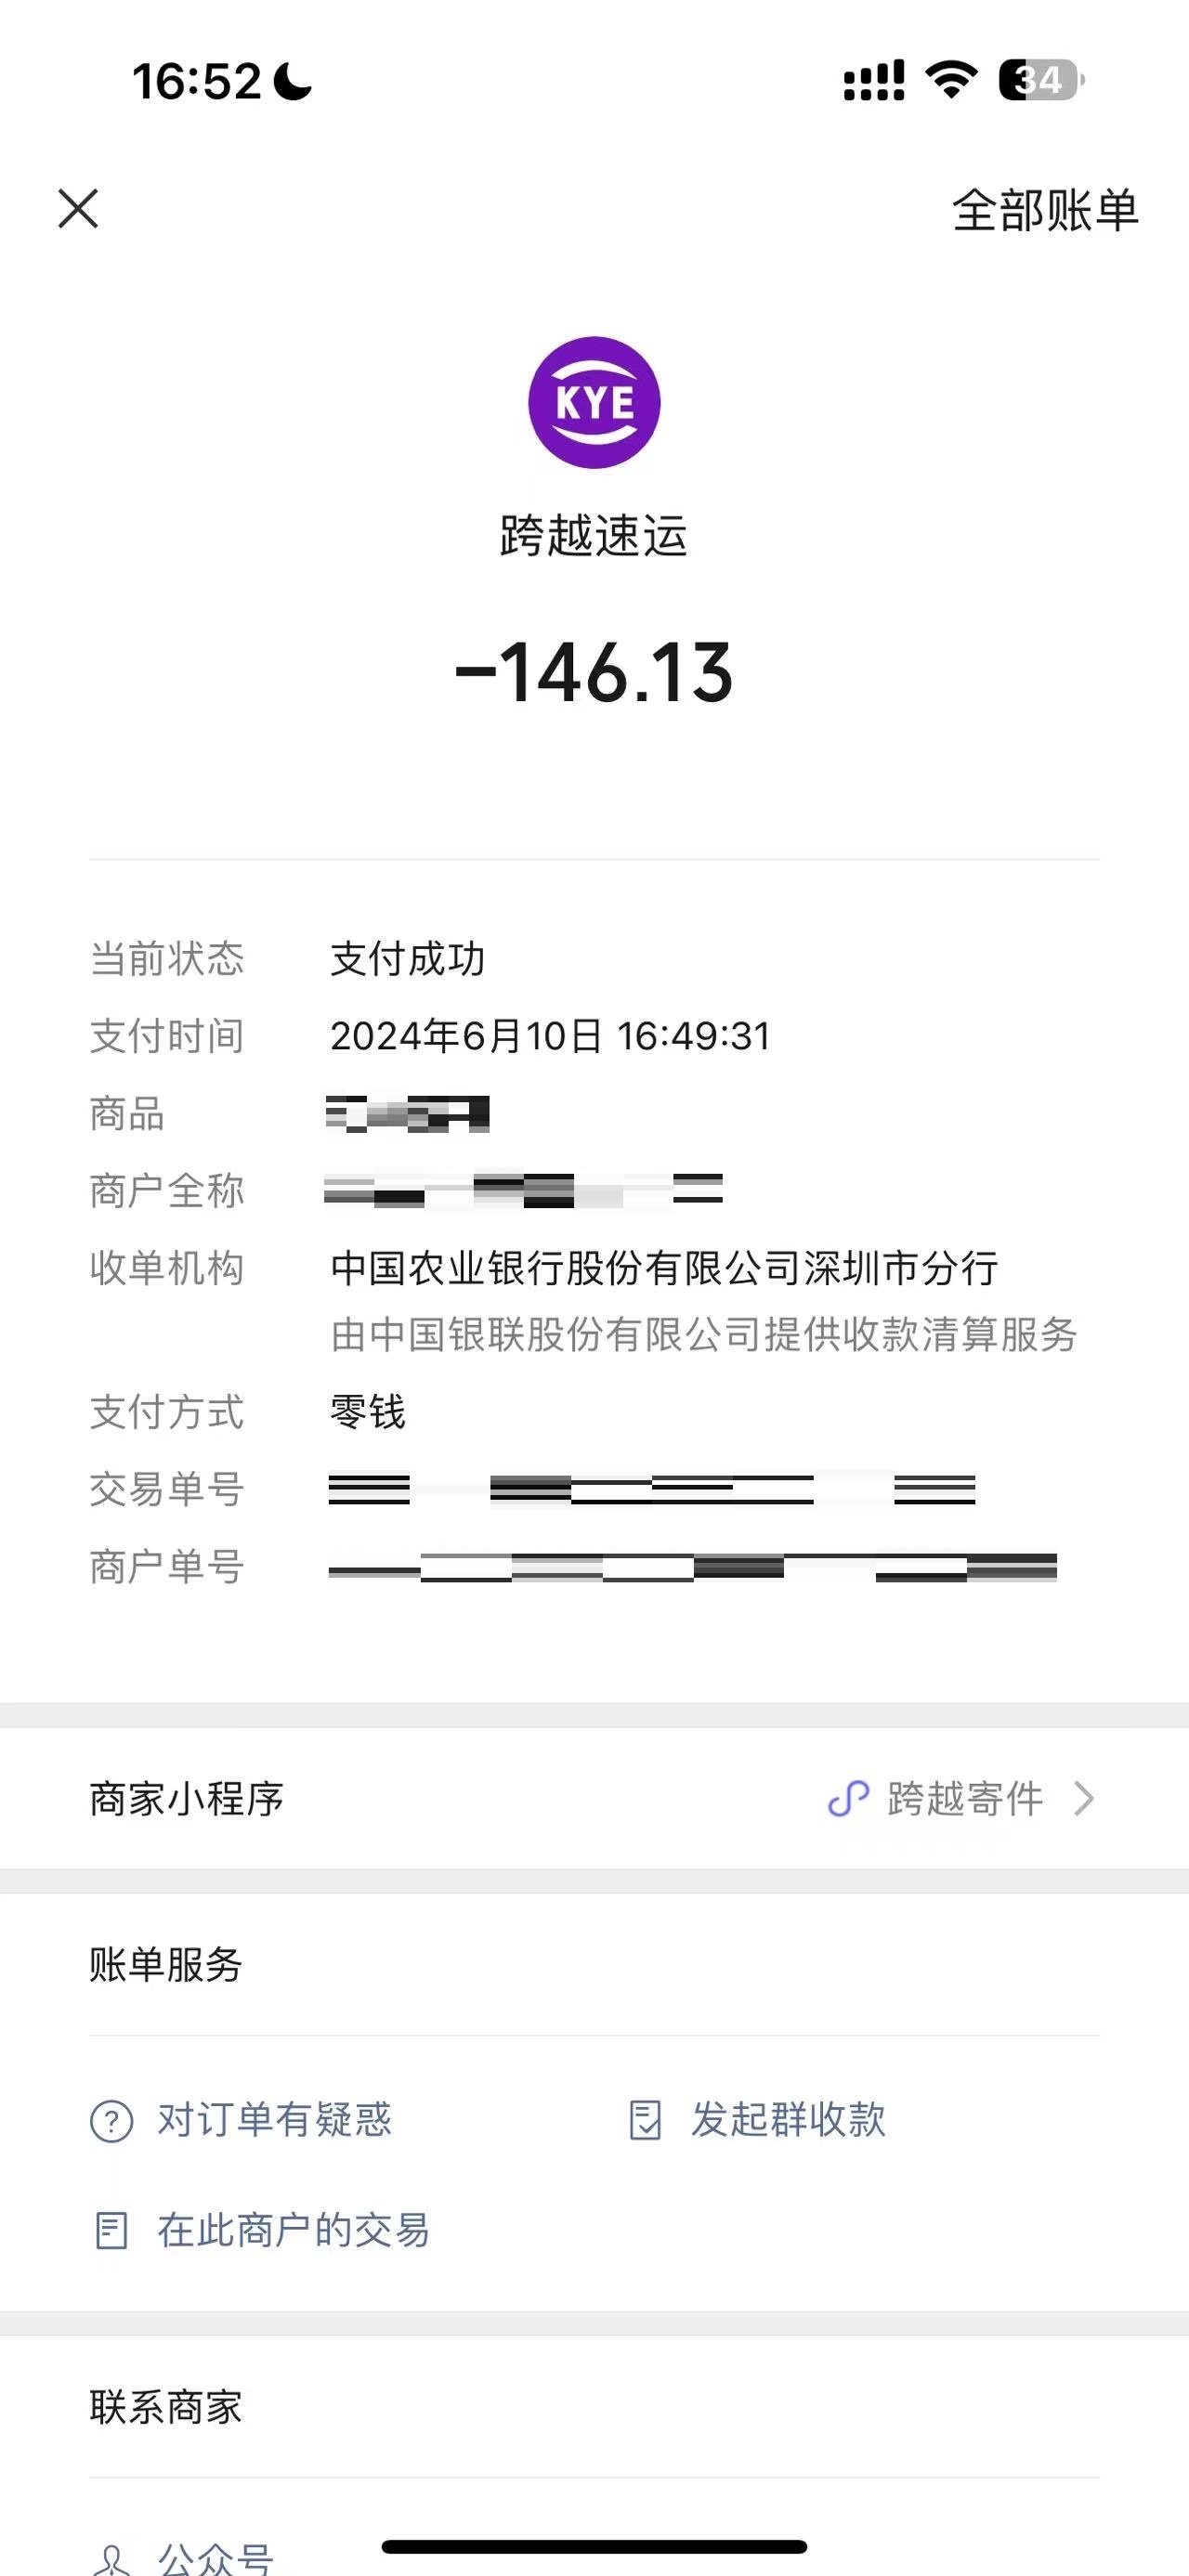 16:52
34
全部账单
KYE
跨越速运
-146.13
当前状态 支付成功
支付时间 2024年6月10日 16:49:31
商品
商户全称
收单机构 中国农业银行股份有限公司深圳市分行
由中国银联股份有限公司提供收款清算服务
支付方式 零钱
交易单号
商户单号
商家小程序 跨越寄件
账单服务
对订单有疑惑 发起群收款
在此商户的交易
联系商家
公众号